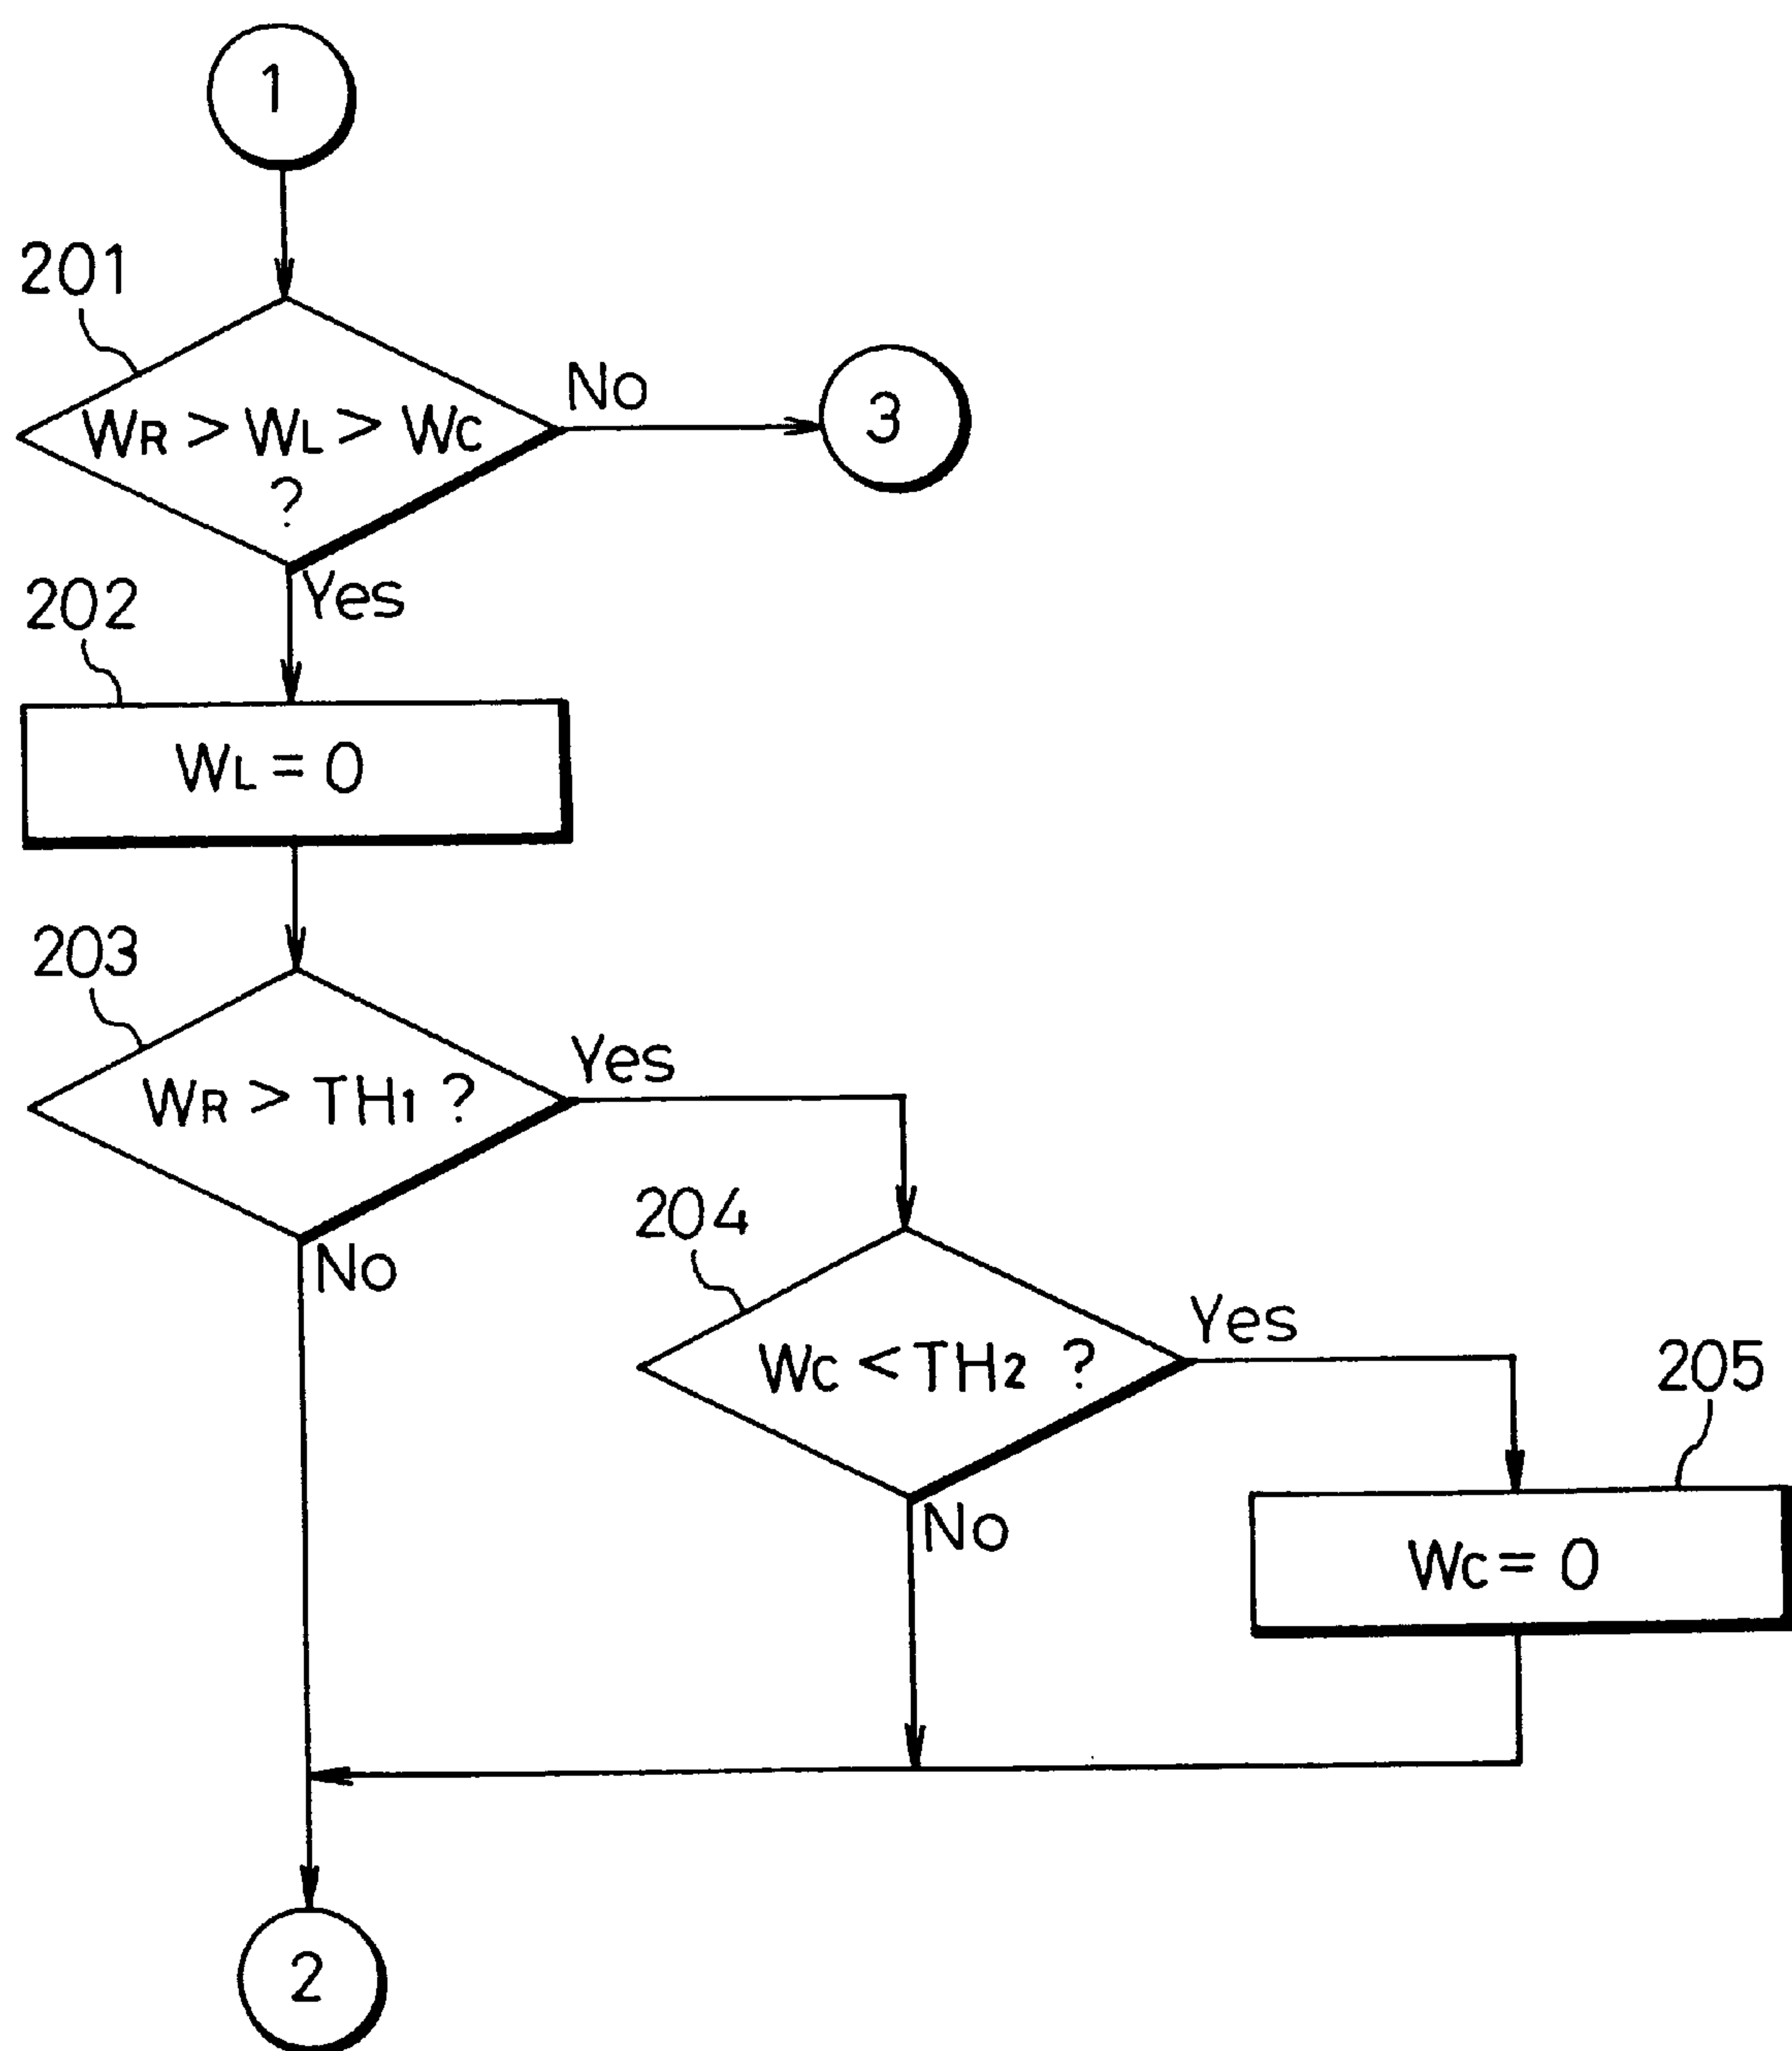 1
201
WR > WL > WC
?
No
3
Yes
202
WL = 0
203
WR > TH1 ?
Yes
No
204
WC < TH2 ?
Yes
No
205
WC = 0
2